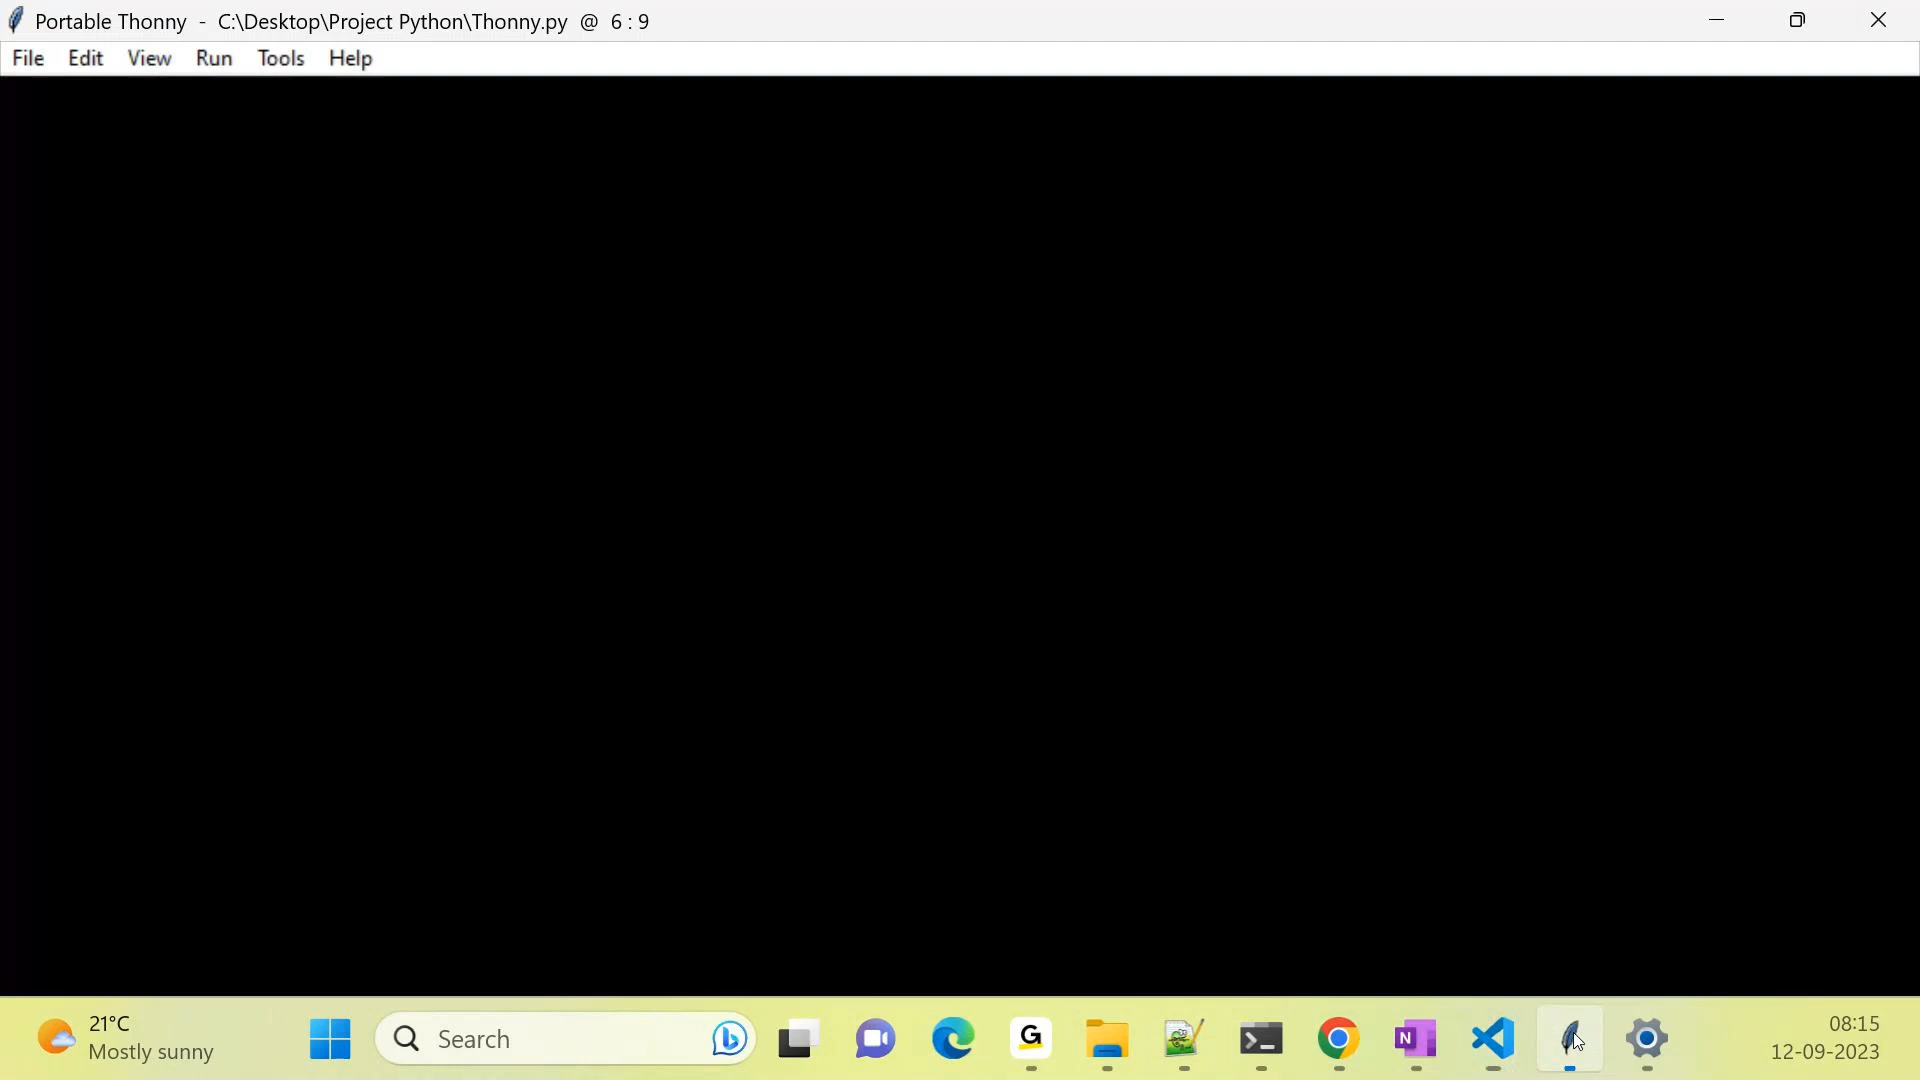 Portable Thonny - C:\Desktop\Project Python\Thonny.py @ 6 : 9
File Edit View Run Tools Help
21°C
Mostly sunny
Search
G
N
08:15
12-09-2023